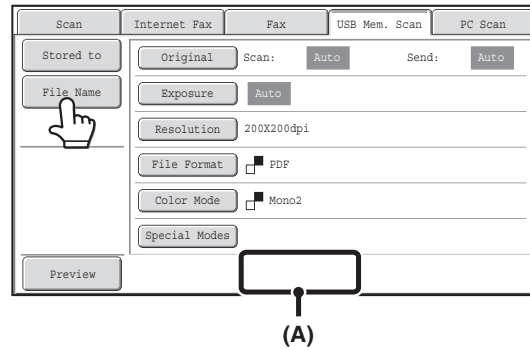 Scan Internet Fax Fax USB Mem. Scan PC Scan
Stored to Original Scan: Auto Send: Auto
File Name Exposure Auto
Resolution 200X200dpi
File Format PDF
Color Mode Mono2
Special Modes
Preview
(A)